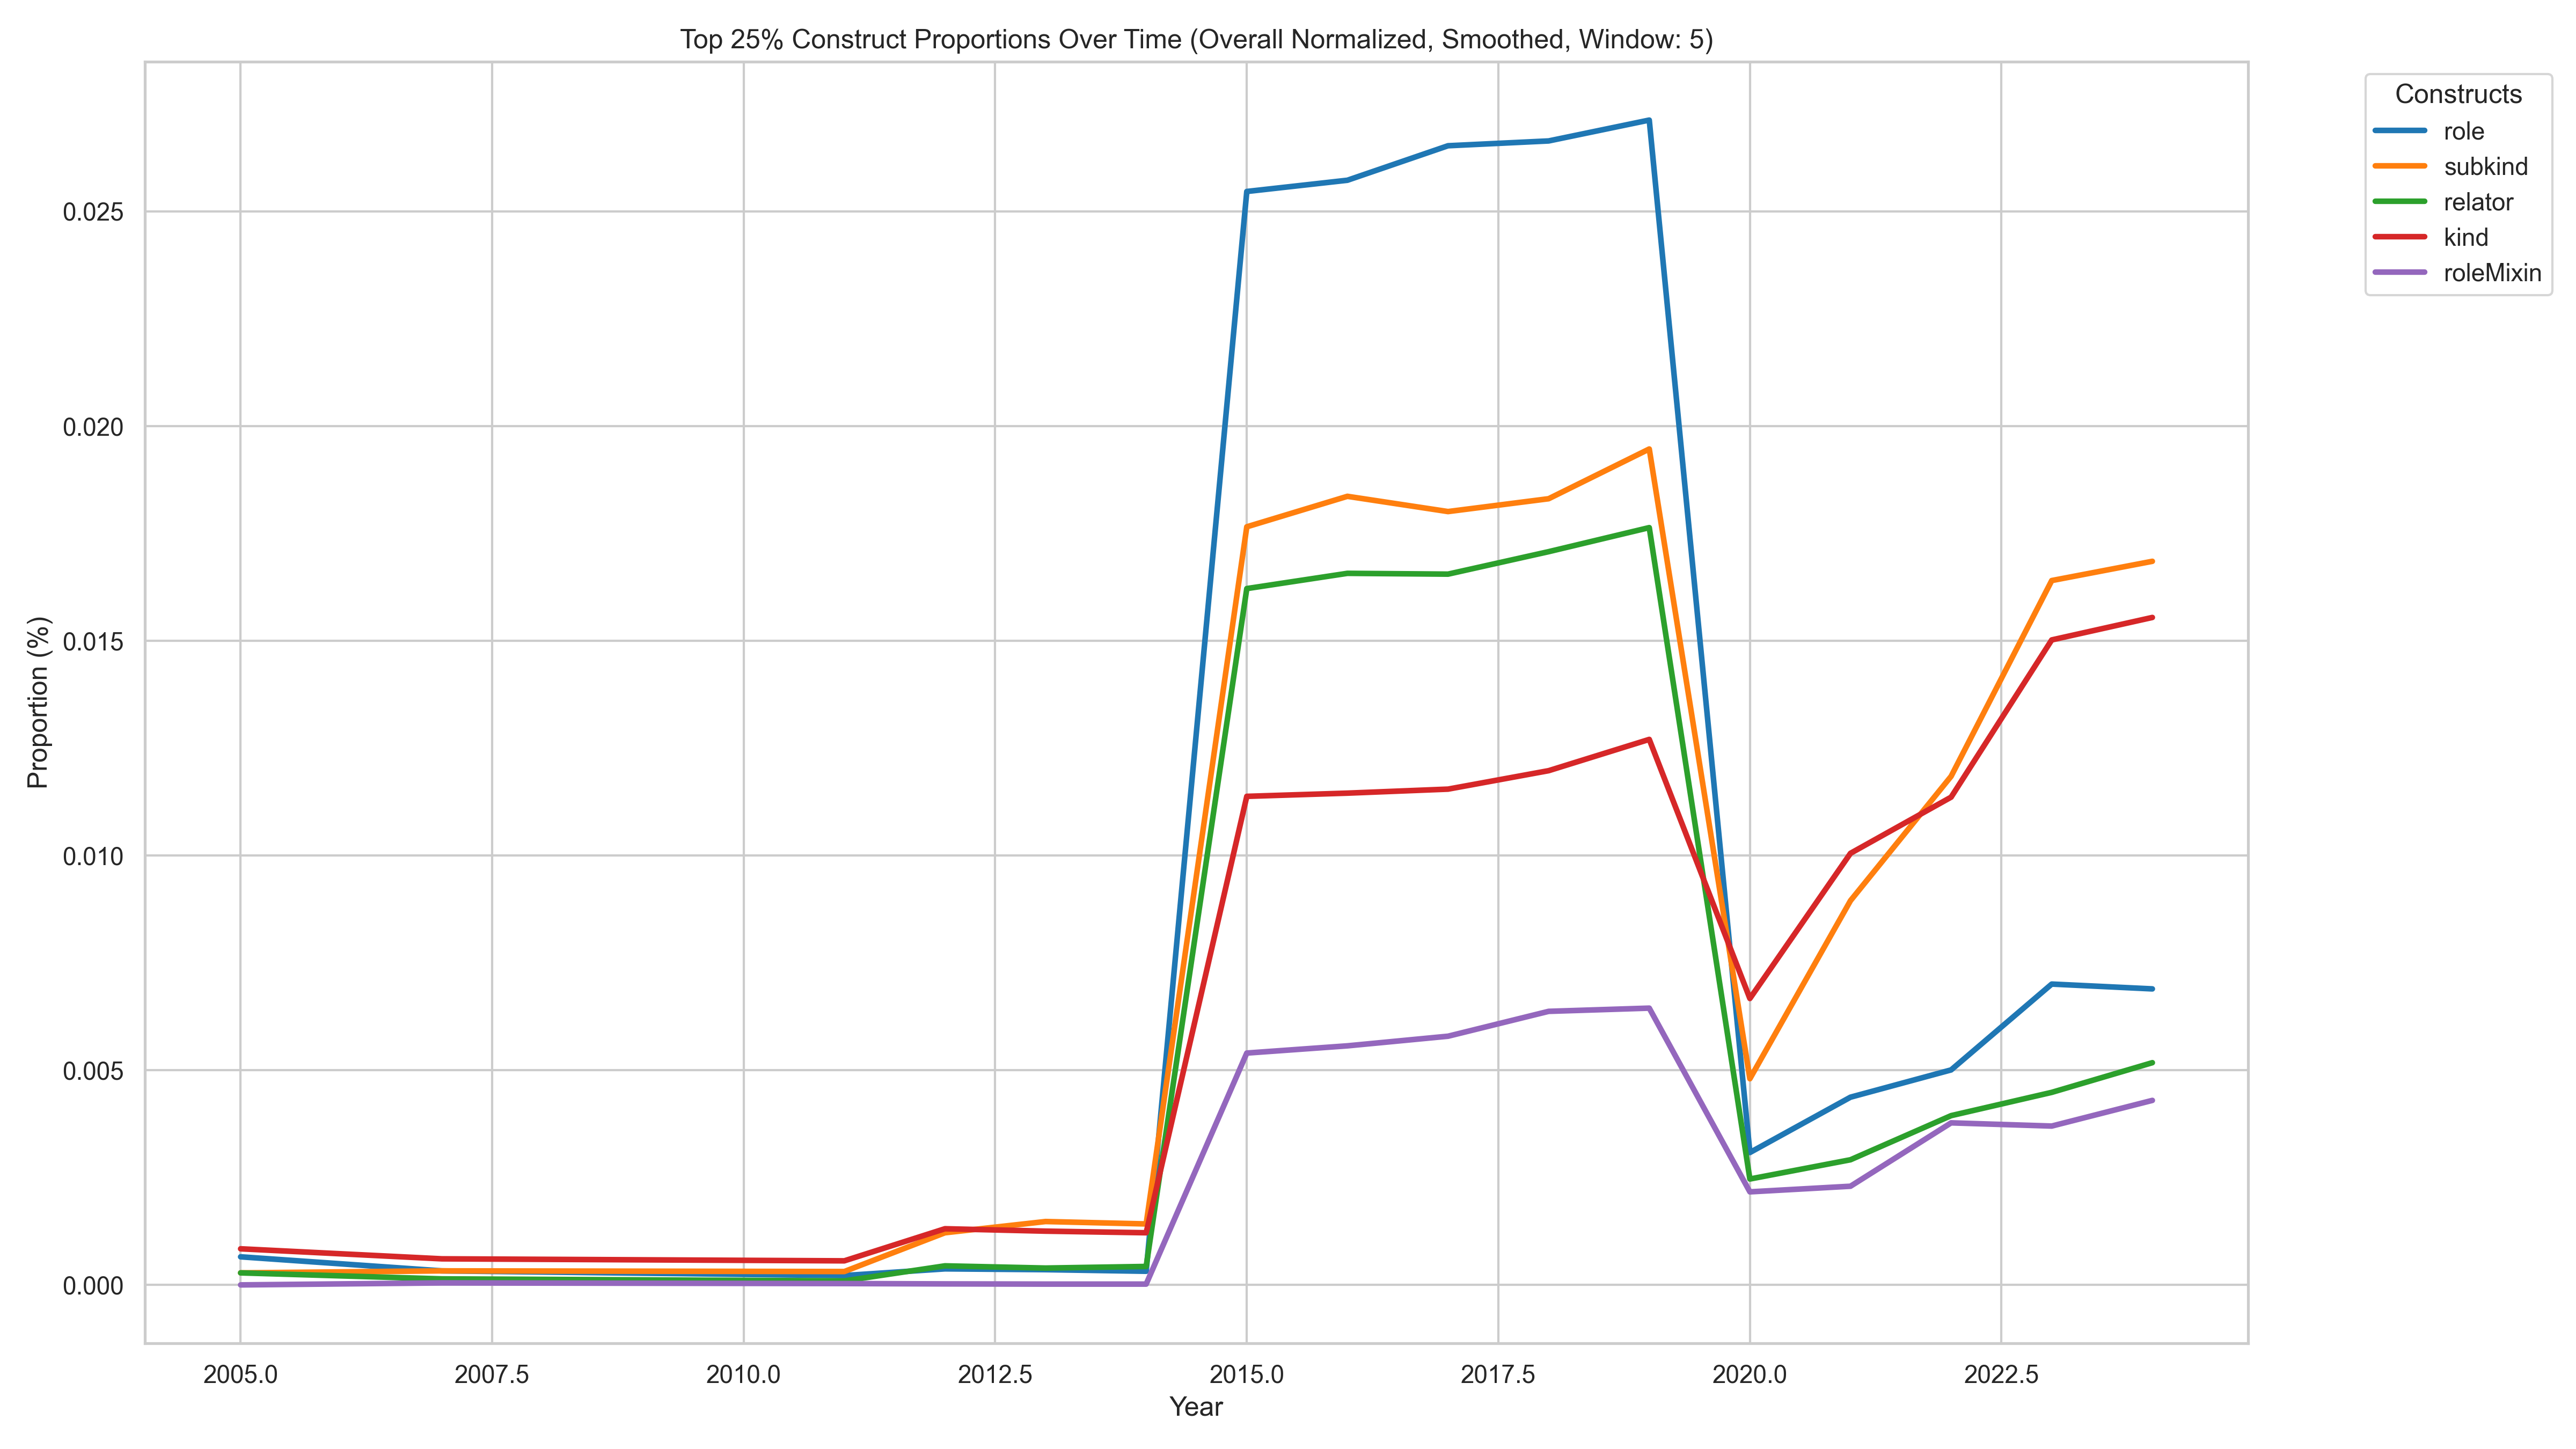 Top 25% Construct Proportions Over Time (Overall Normalized, Smoothed, Window: 5)
Constructs
role
subkind
relator
kind
roleMixin
Proportion (%)
0.025
0.020
0.015
0.010
0.005
0.000
2005.0 2007.5 2010.0 2012.5 2015.0 2017.5 2020.0 2022.5
Year